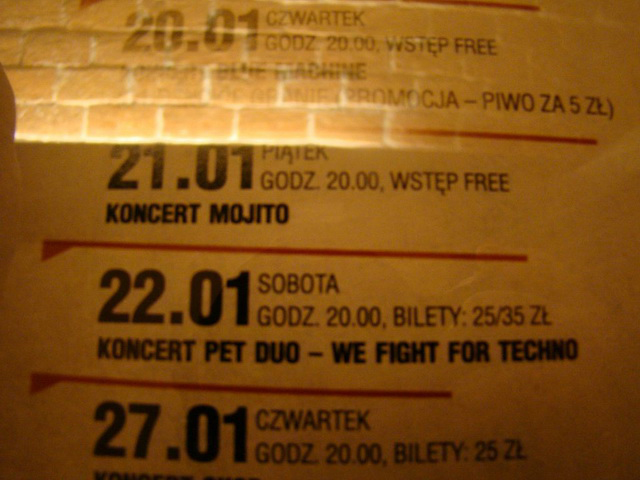 20.01 CZWARTEK
GODZ. 20.00, WSTĘP FREE
BLUE MACHINE
GRANIE (PROMOCJA – PIWO ZA 5 ZŁ)
21.01 PIĄTEK
GODZ. 20.00, WSTĘP FREE
KONCERT MOJITO
22.01 SOBOTA
GODZ. 20.00, BILETY: 25/35 ZŁ
KONCERT PET DUO – WE FIGHT FOR TECHNO
27.01 CZWARTEK
GODZ. 20.00, BILETY: 25 ZŁ
KONCERT